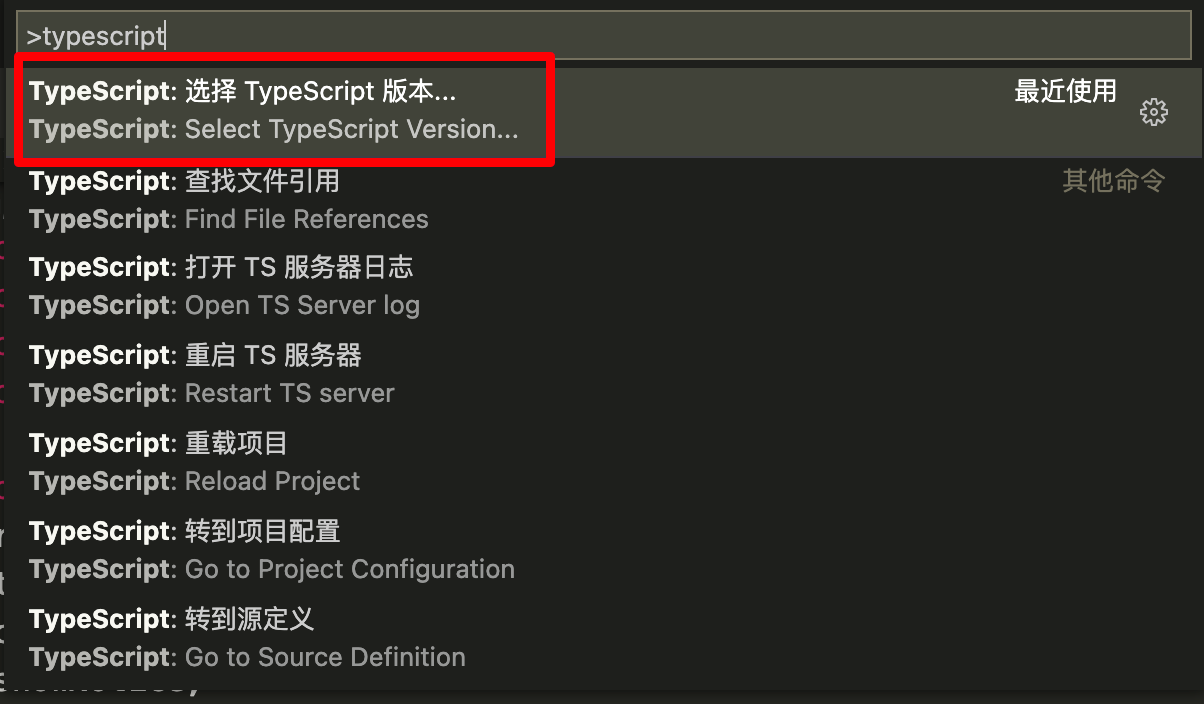 >typescript
TypeScript: 选择 TypeScript 版本...
最近使用
TypeScript: Select TypeScript Version...
TypeScript: 查找文件引用
其他命令
TypeScript: Find File References
TypeScript: 打开 TS 服务器日志
TypeScript: Open TS Server log
TypeScript: 重启 TS 服务器
TypeScript: Restart TS server
TypeScript: 重载项目
TypeScript: Reload Project
TypeScript: 转到项目配置
TypeScript: Go to Project Configuration
TypeScript: 转到源定义
TypeScript: Go to Source Definition